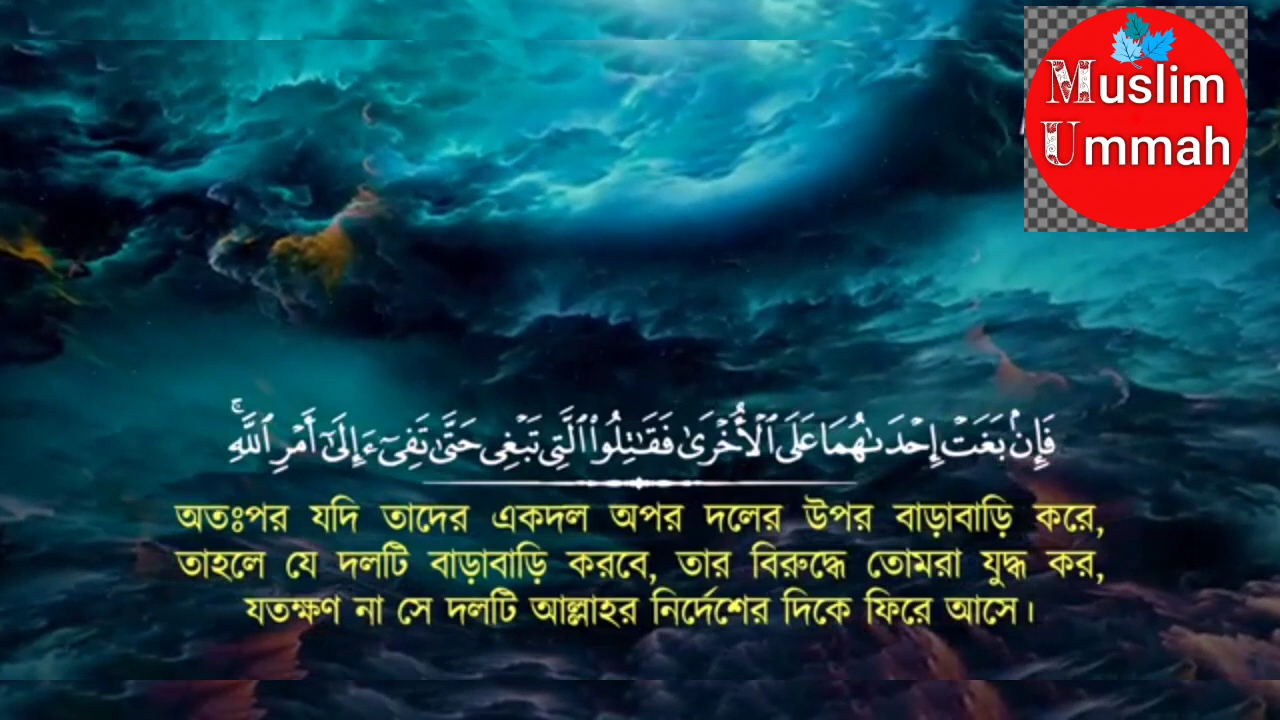 Muslim
Ummah
فَإِنۢ بَغَتۡ إِحۡدَىٰهُمَا عَلَى ٱلۡأُخۡرَىٰ فَقَٰتِلُواْ ٱلَّتِي تَبۡغِي حَتَّىٰ تَفِيٓءَ إِلَىٰٓ أَمۡرِ ٱللَّهِۚ
অতঃপর যদি তাদের একদল অপর দলের উপর বাড়াবাড়ি করে,
তাহলে যে দলটি বাড়াবাড়ি করবে, তার বিরুদ্ধে তোমরা যুদ্ধ কর,
যতক্ষণ না সে দলটি আল্লাহর নির্দেশের দিকে ফিরে আসে।